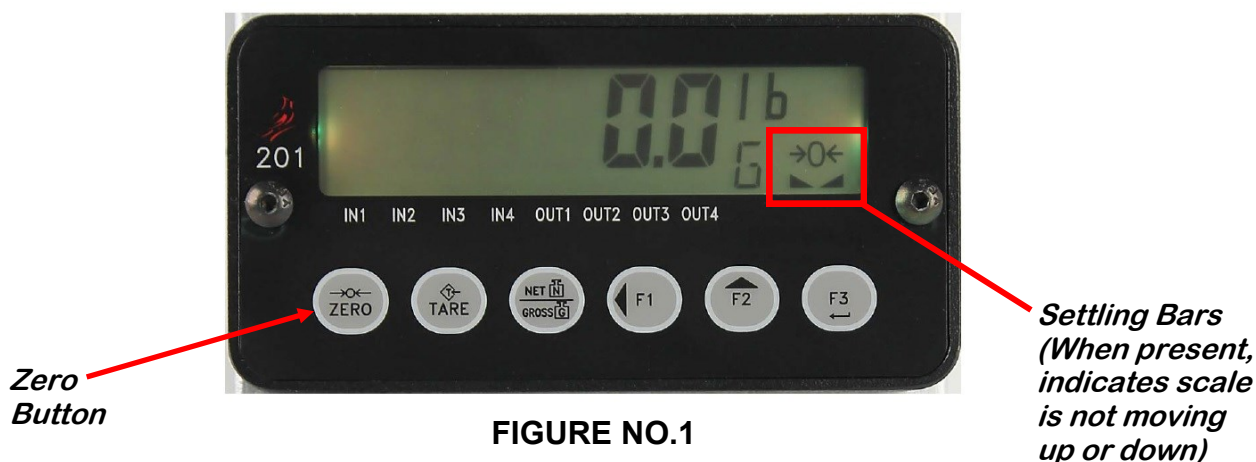 0.0 lb
G →0←
201
IN1 IN2 IN3 IN4 OUT1 OUT2 OUT3 OUT4
→0← ZERO
T TARE
NET N
GROSS G
F1
F2
F3
Zero
Button
Settling Bars
(When present,
indicates scale
is not moving
up or down)
FIGURE NO.1